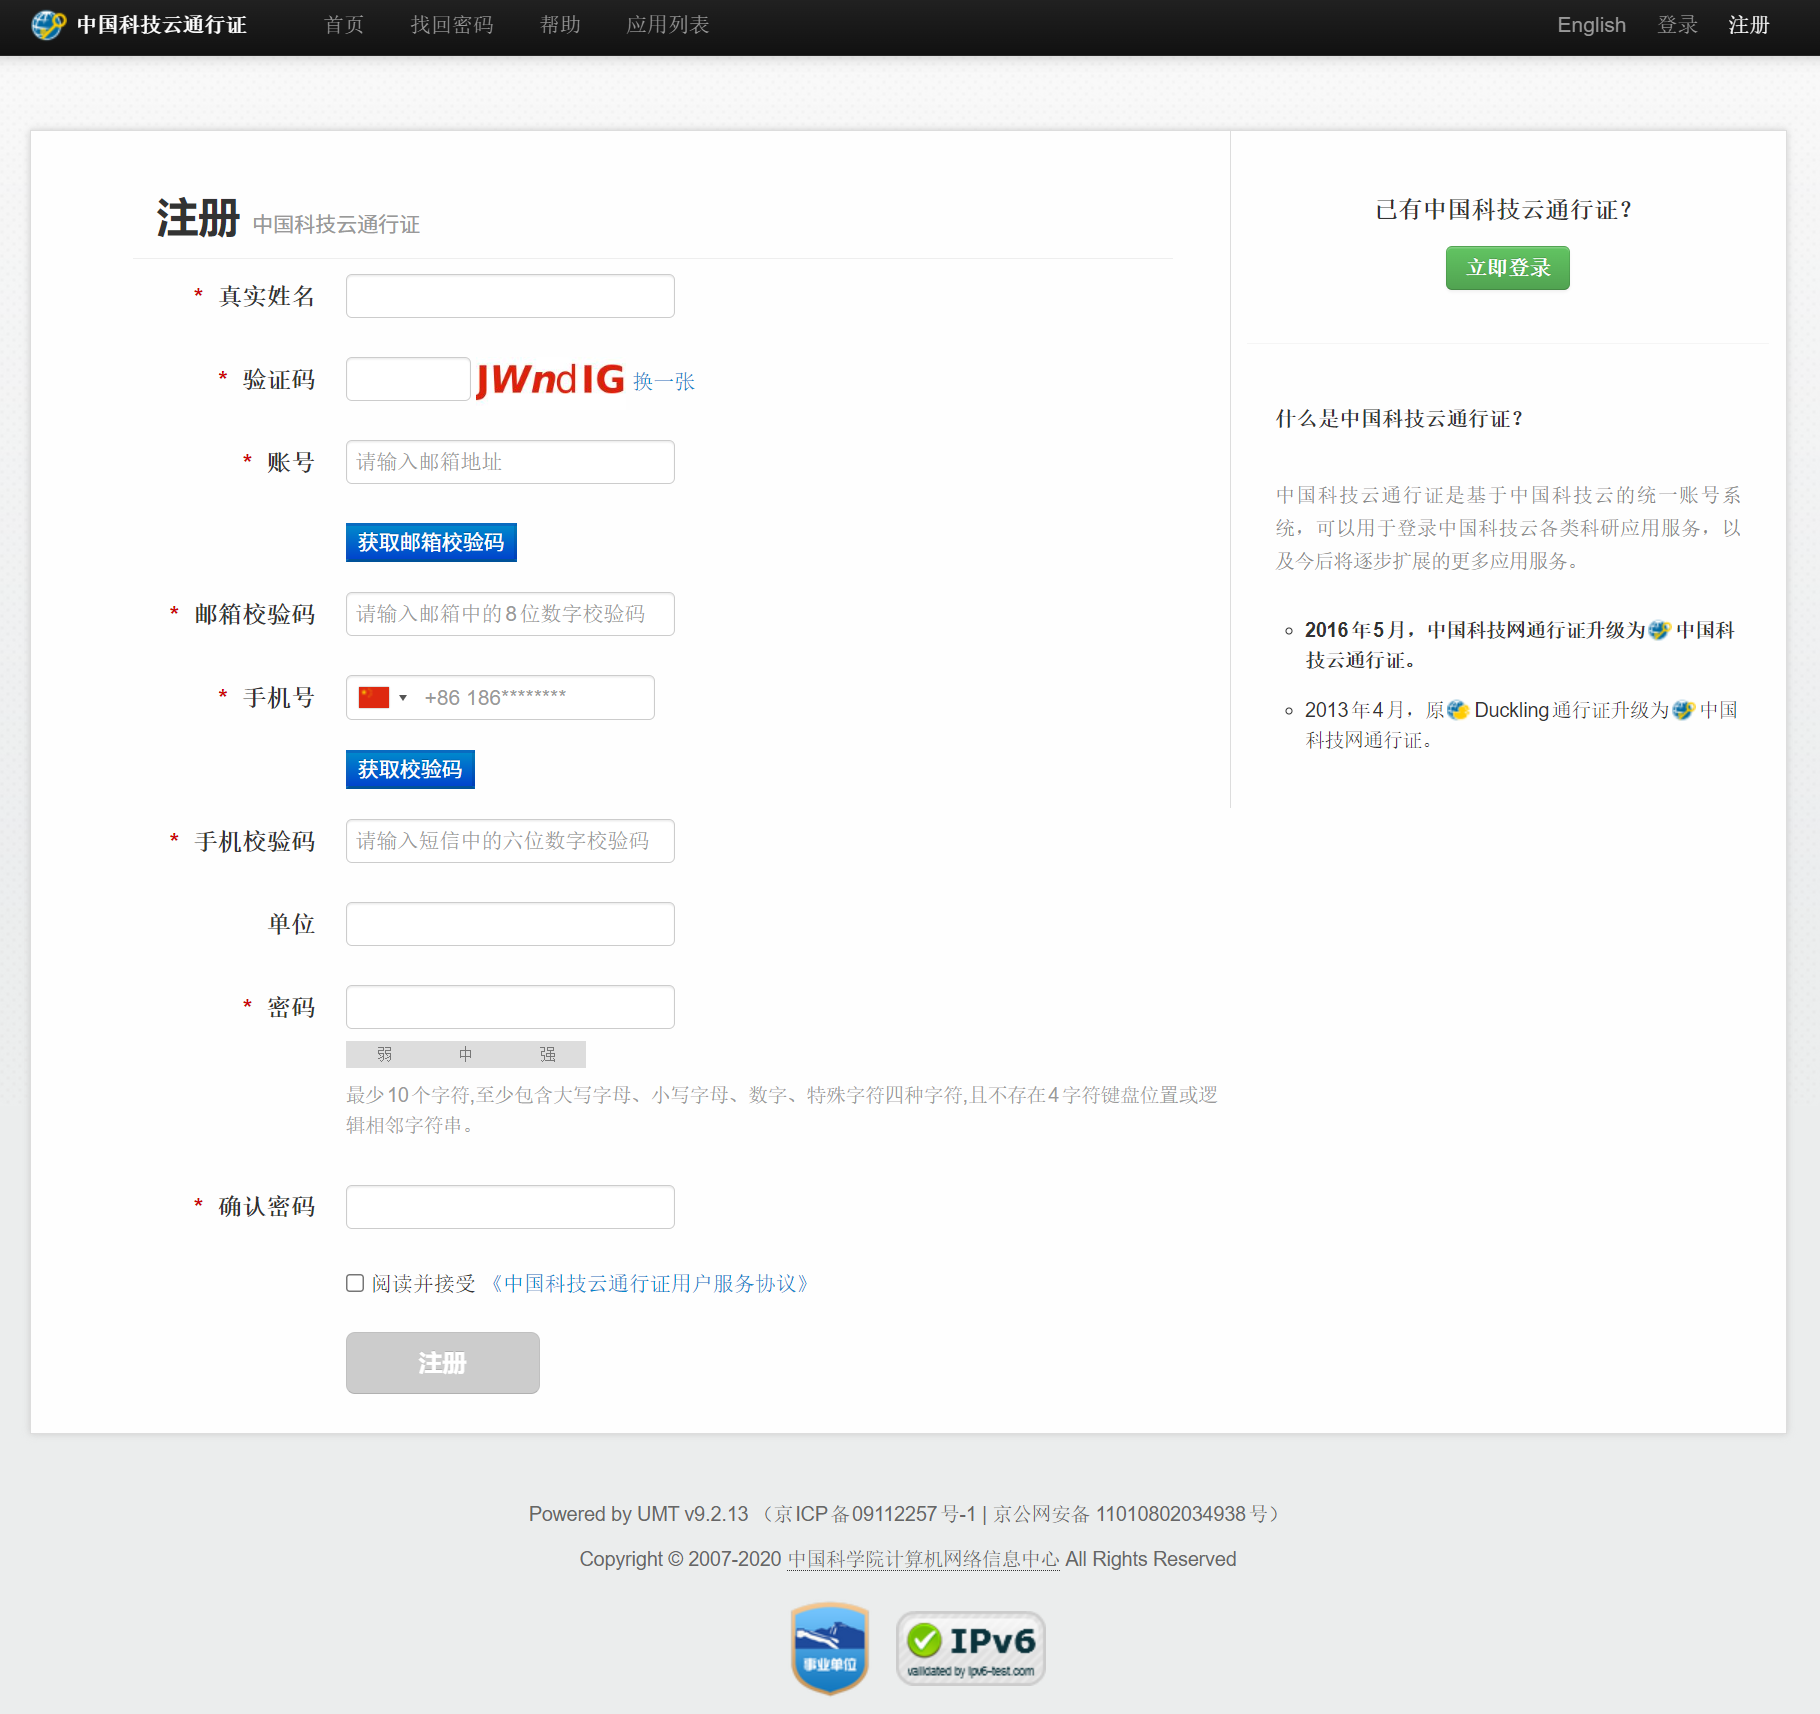 中国科技云通行证 首页 找回密码 帮助 应用列表 English 登录 注册
注册 中国科技云通行证
* 真实姓名
* 验证码 JWndIG 换一张
* 账号 请输入邮箱地址
获取邮箱校验码
* 邮箱校验码 请输入邮箱中的8位数字校验码
* 手机号 +86 186********
获取校验码
* 手机校验码 请输入短信中的六位数字校验码
单位
* 密码
弱 中 强
最少10个字符,至少包含大写字母、小写字母、数字、特殊字符四种字符,且不存在4字符键盘位置或逻
辑相邻字符串。
* 确认密码
阅读并接受 《中国科技云通行证用户服务协议》
注册
已有中国科技云通行证？
立即登录
什么是中国科技云通行证？
中国科技云通行证是基于中国科技云的统一账号系
统，可以用于登录中国科技云各类科研应用服务，以
及今后将逐步扩展的更多应用服务。
2016年5月，中国科技网通行证升级为中国科
技云通行证。
2013年4月，原Duckling通行证升级为中国
科技网通行证。
Powered by UMT v9.2.13 （京ICP备09112257号-1 | 京公网安备 11010802034938号）
Copyright © 2007-2020 中国科学院计算机网络信息中心 All Rights Reserved
事业单位
IPv6
vailidated by ipv6-test.com